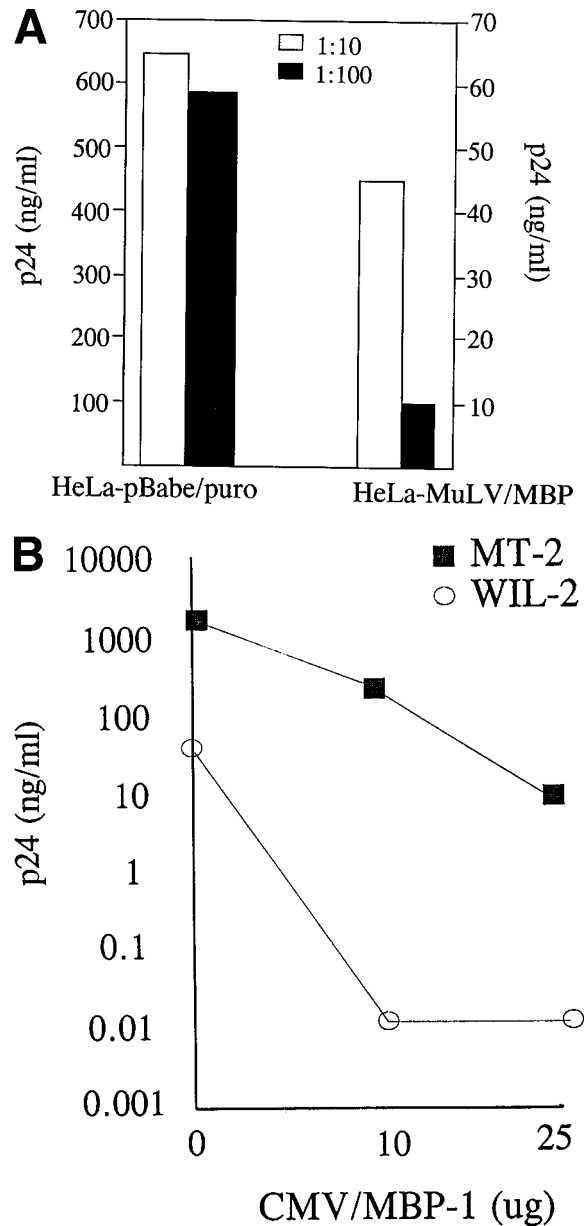 A
700
600
500
400
300
200
100
p24 (ng/ml)
1:10
1:100
70
60
50
40
30
20
10
p24 (ng/ml)
HeLa-pBabe/puro
HeLa-MuLV/MBP
B
MT-2
WIL-2
10000
1000
100
10
1
0.1
0.01
0.001
p24 (ng/ml)
0
10
25
CMV/MBP-1 (ug)